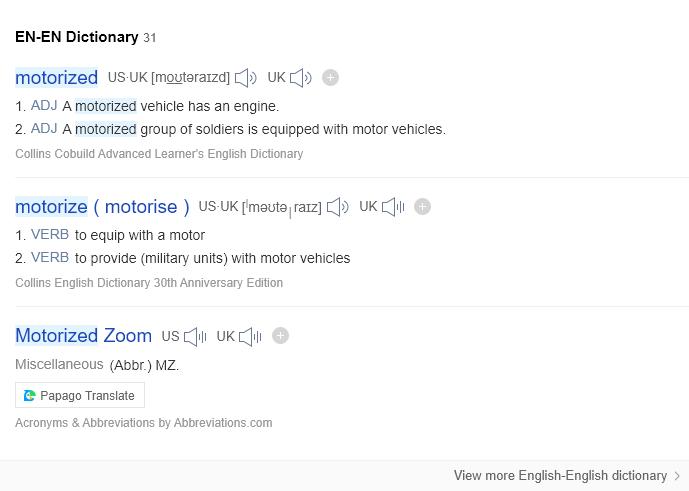 EN-EN Dictionary 31
motorized US·UK [moʊtəraɪzd] UK
1. ADJ A motorized vehicle has an engine.
2. ADJ A motorized group of soldiers is equipped with motor vehicles.
Collins Cobuild Advanced Learner's English Dictionary
motorize ( motorise ) US·UK [ˈməʊtəˌraɪz] UK
1. VERB to equip with a motor
2. VERB to provide (military units) with motor vehicles
Collins English Dictionary 30th Anniversary Edition
Motorized Zoom US UK
Miscellaneous (Abbr.) MZ.
Papago Translate
Acronyms & Abbreviations by Abbreviations.com
View more English-English dictionary